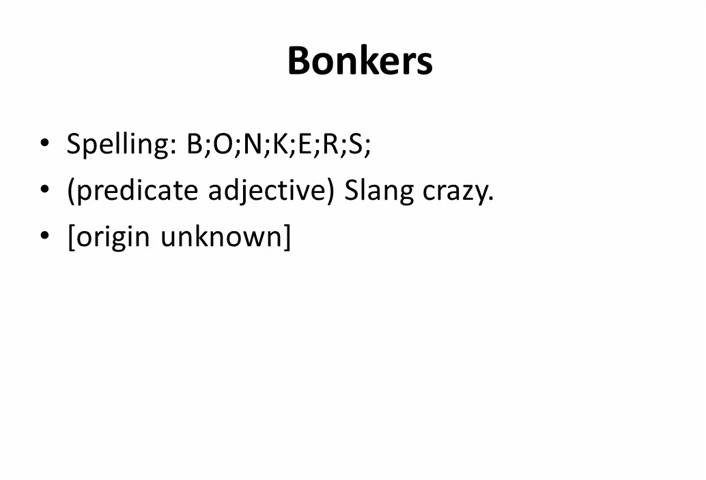 Bonkers
• Spelling: B;O;N;K;E;R;S;
• (predicate adjective) Slang crazy.
• [origin unknown]